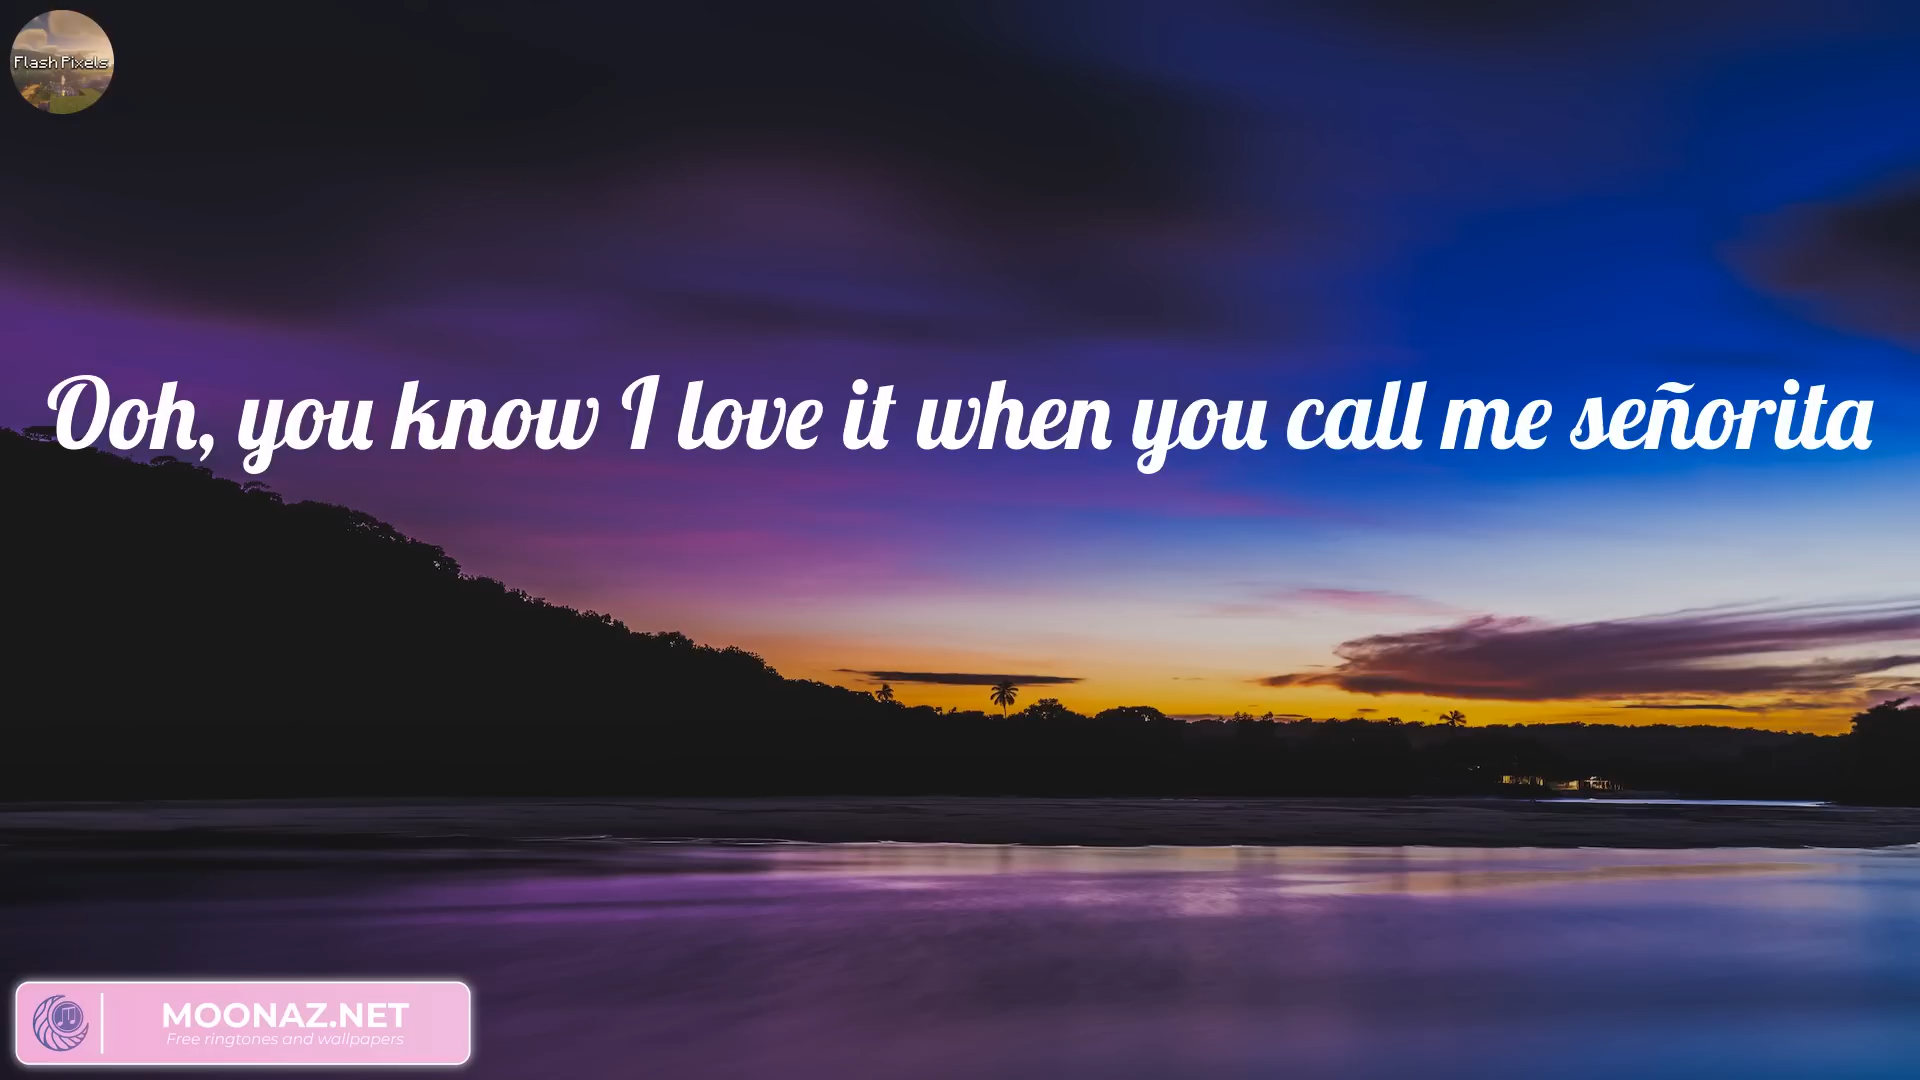 Flash Pixels
Ooh, you know I love it when you call me señorita
MOONAZ.NET
Free ringtones and wallpapers